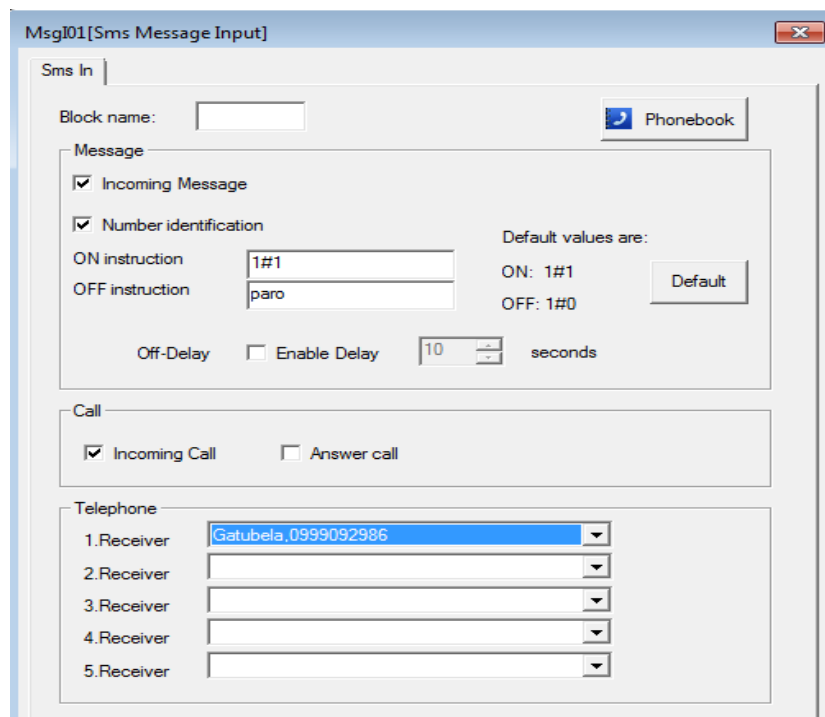 MsgI01[Sms Message Input]
Sms In
Block name:
Phonebook
Message
Incoming Message
Number identification
Default values are:
ON instruction 1#1
ON: 1#1
Default
OFF instruction paro
OFF: 1#0
Off-Delay Enable Delay 10 seconds
Call
Incoming Call Answer call
Telephone
1.Receiver Gatubela,0999092986
2.Receiver
3.Receiver
4.Receiver
5.Receiver